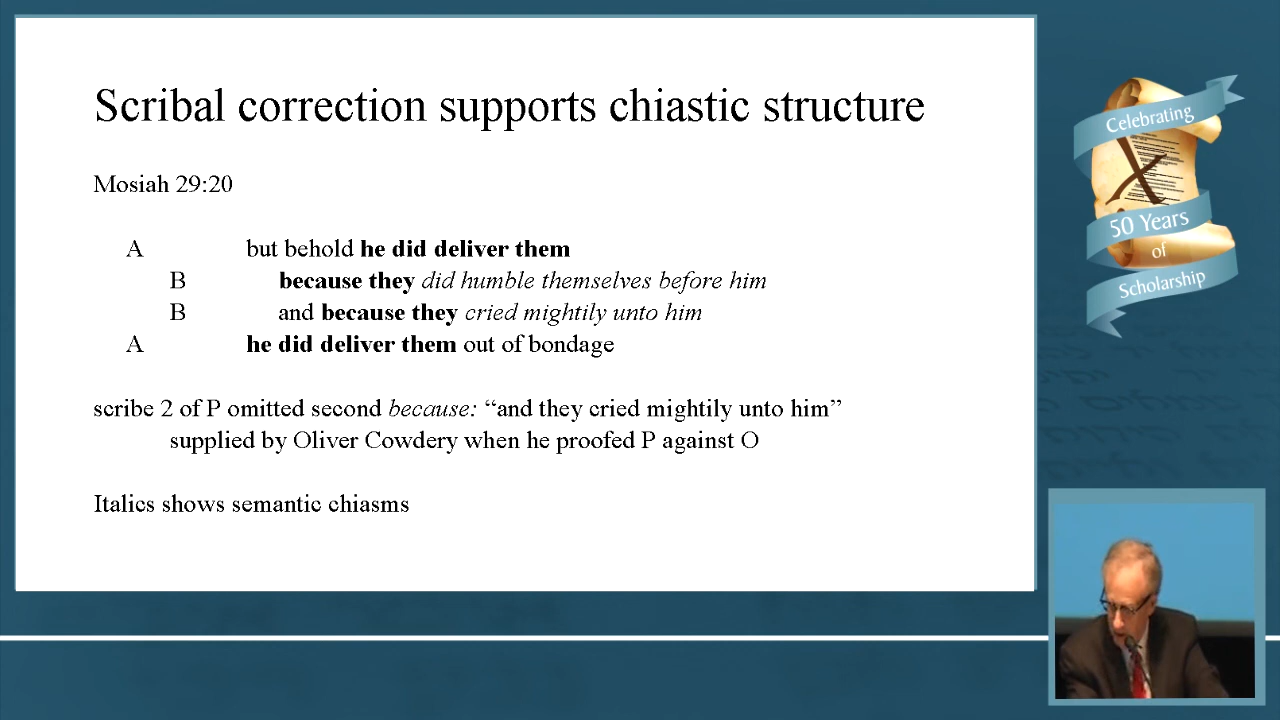 Scribal correction supports chiastic structure
Mosiah 29:20
A but behold he did deliver them
B because they did humble themselves before him
B and because they cried mightily unto him
A he did deliver them out of bondage
scribe 2 of P omitted second because: “and they cried mightily unto him”
supplied by Oliver Cowdery when he proofed P against O
Italics shows semantic chiasms
Celebrating
50 Years
of
Scholarship